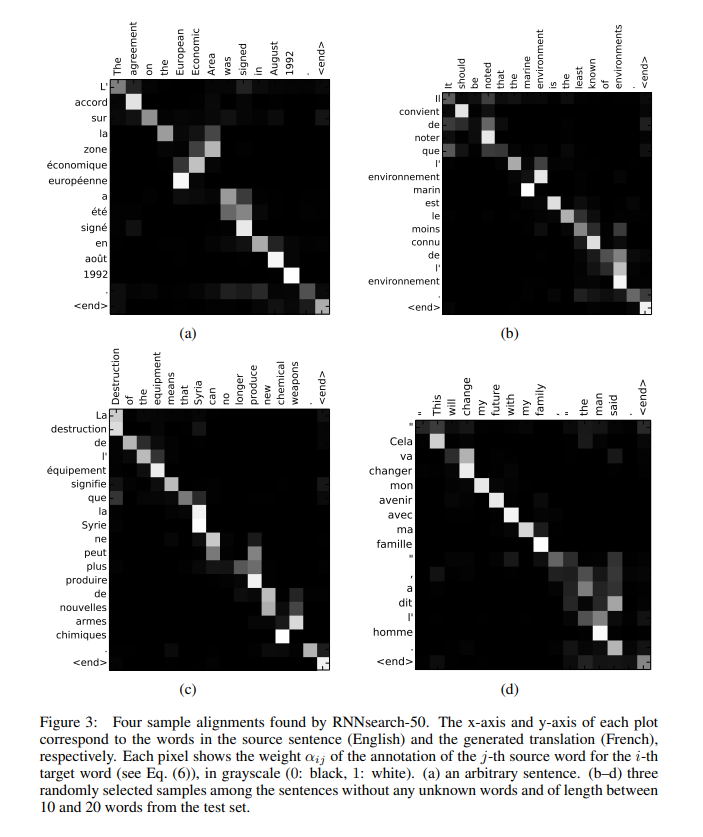 The agreement on the European Economic Area was signed in August 1992 . <end>
L'
accord
sur
la
zone
économique
européenne
a
été
signé
en
août
1992
.
<end>
(a)
It should be noted that the marine environment is the least known of environments . <end>
Il
convient
de
noter
que
l'
environnement
marin
est
le
moins
connu
de
l'
environnement
.
<end>
(b)
Destruction of the equipment means that Syria can no longer produce new chemical weapons . <end>
La
destruction
de
l'
équipement
signifie
que
la
Syrie
ne
peut
plus
produire
de
nouvelles
armes
chimiques
.
<end>
(c)
" This will change my future with my family , " the man said . <end>
"
Cela
va
changer
mon
avenir
avec
ma
famille
"
,
a
dit
l'
homme
.
<end>
(d)
Figure 3: Four sample alignments found by RNNsearch-50. The x-axis and y-axis of each plot
correspond to the words in the source sentence (English) and the generated translation (French),
respectively. Each pixel shows the weight αij of the annotation of the j-th source word for the i-th
target word (see Eq. (6)), in grayscale (0: black, 1: white). (a) an arbitrary sentence. (b–d) three
randomly selected samples among the sentences without any unknown words and of length between
10 and 20 words from the test set.